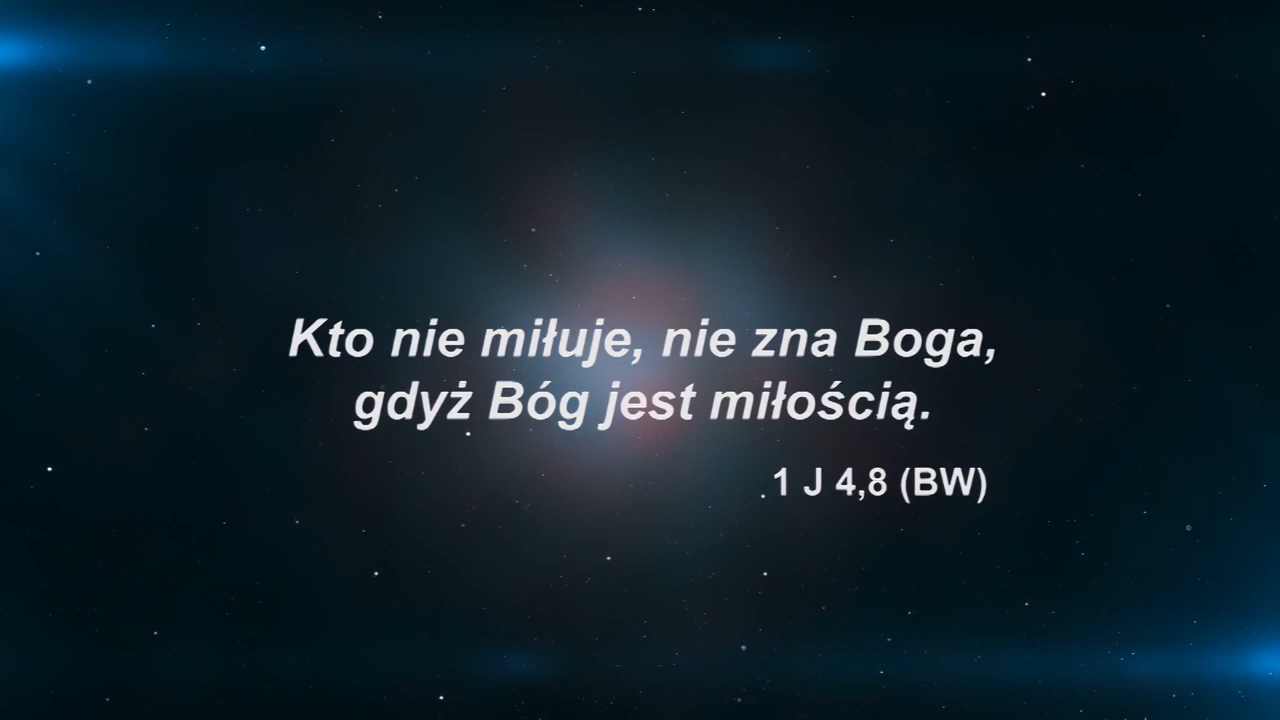 Kto nie miłuje, nie zna Boga,
gdyż Bóg jest miłością.
1 J 4,8 (BW)